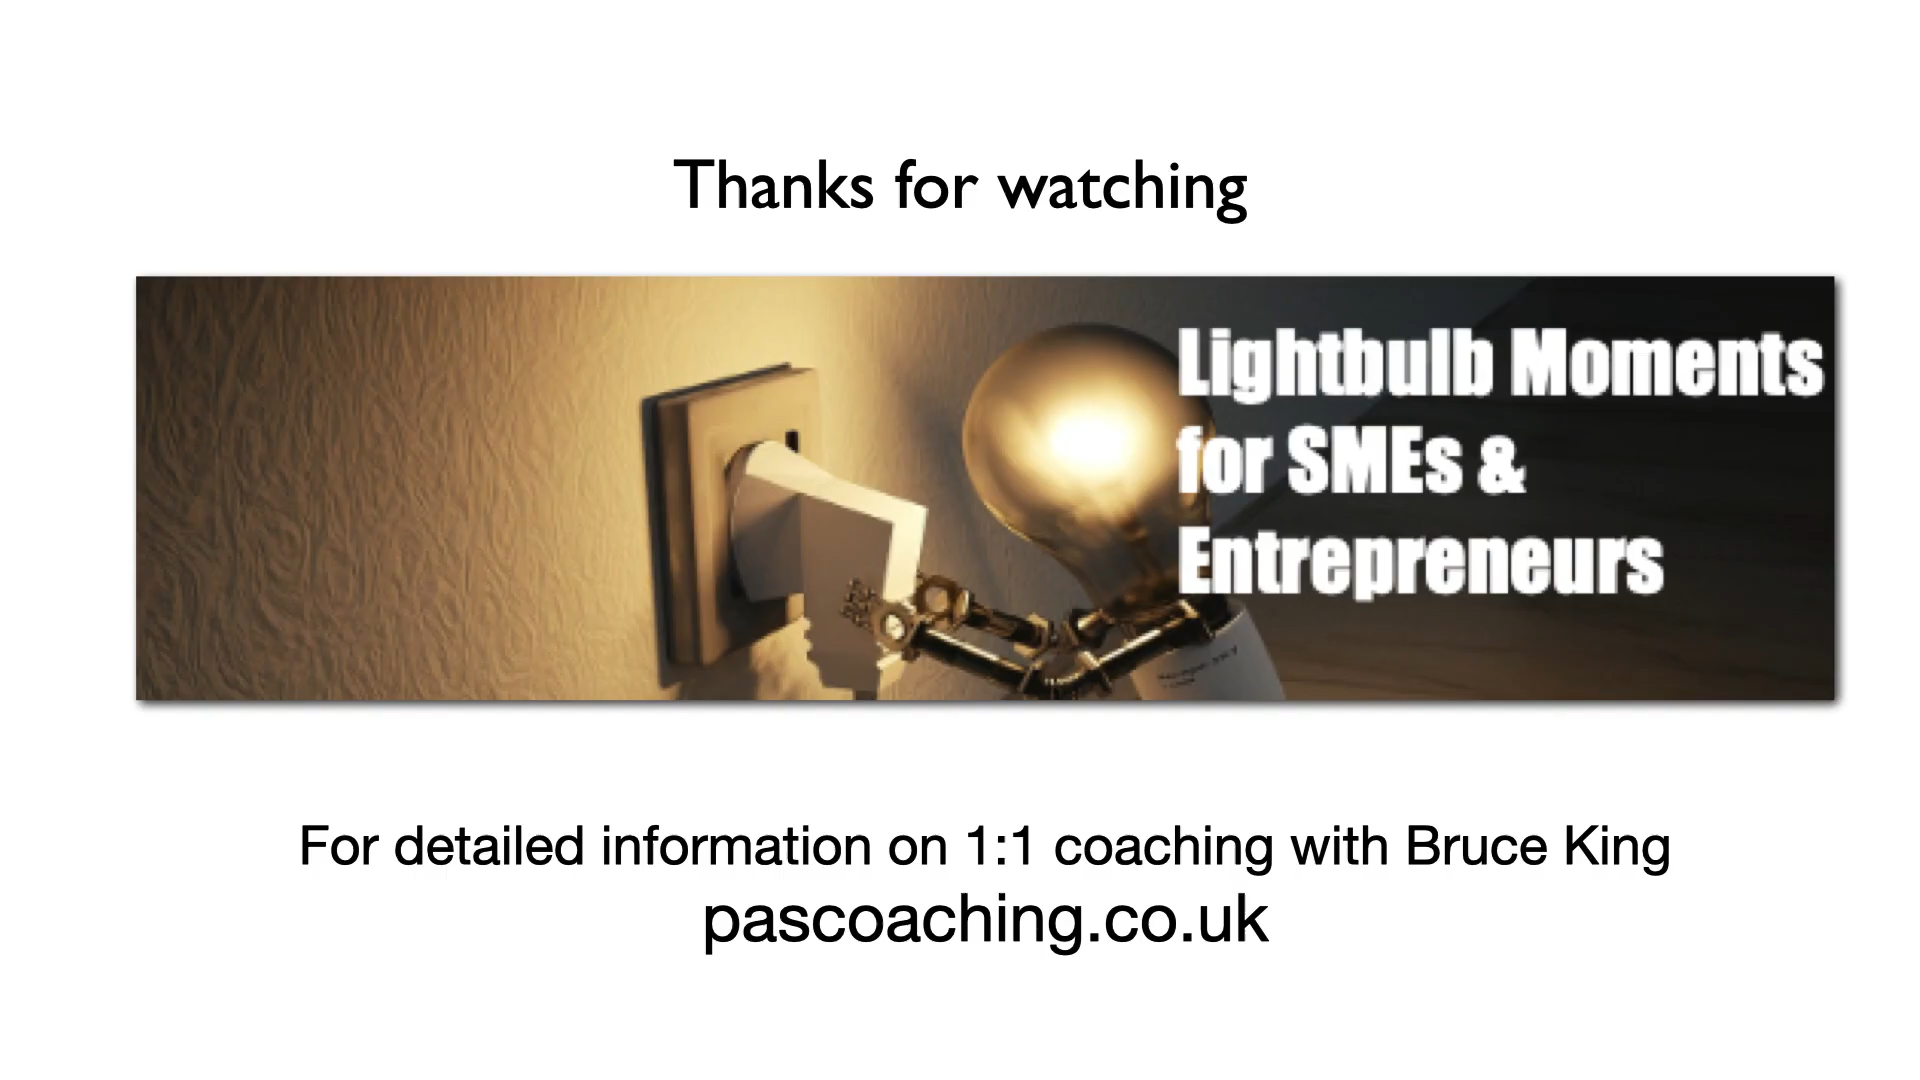 Thanks for watching
Lightbulb Moments
for SMEs &
Entrepreneurs
For detailed information on 1:1 coaching with Bruce King
pascoaching.co.uk